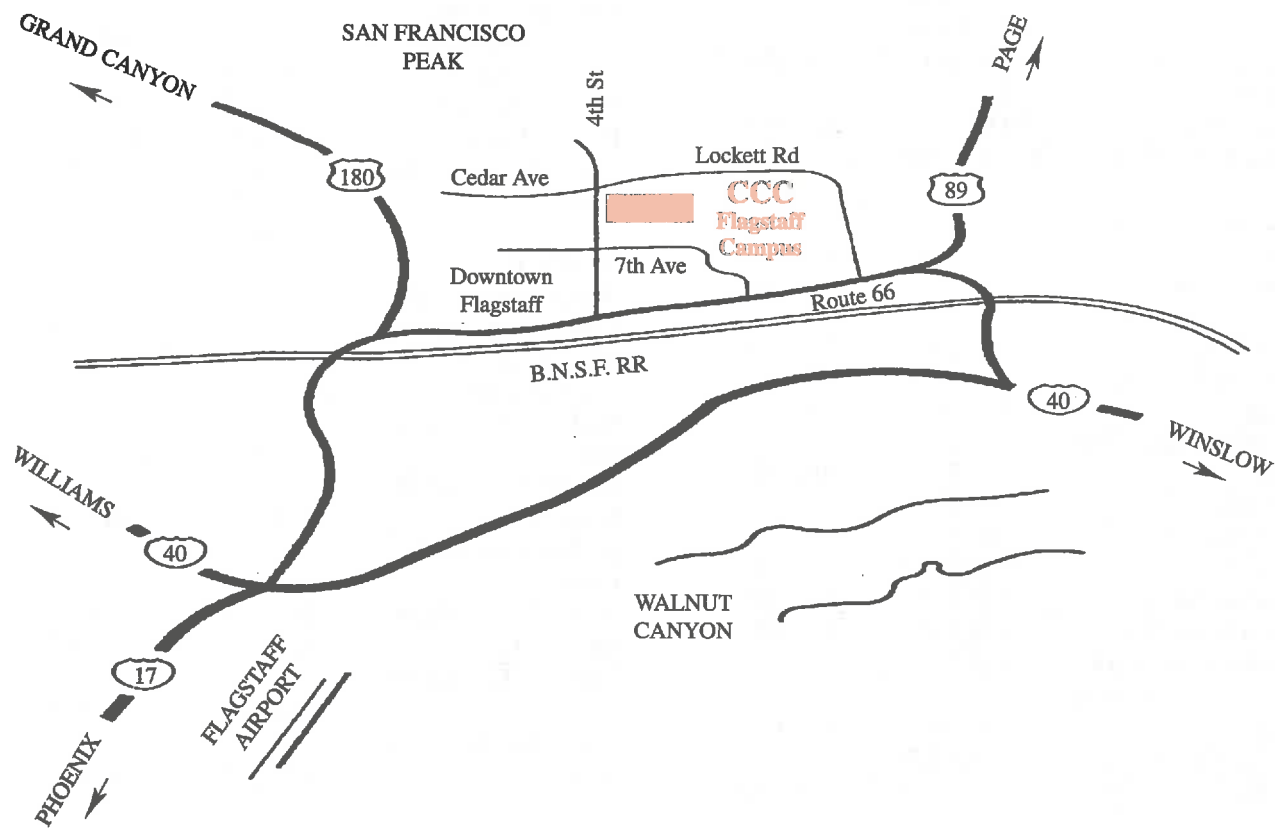 GRAND CANYON
SAN FRANCISCO
PEAK
PAGE
4th St
180
Cedar Ave
Lockett Rd
CCC
Flagstaff
Campus
89
7th Ave
Downtown
Flagstaff
Route 66
B.N.S.F. RR
40
WINSLOW
WILLIAMS
40
WALNUT
CANYON
17
FLAGSTAFF
AIRPORT
PHOENIX